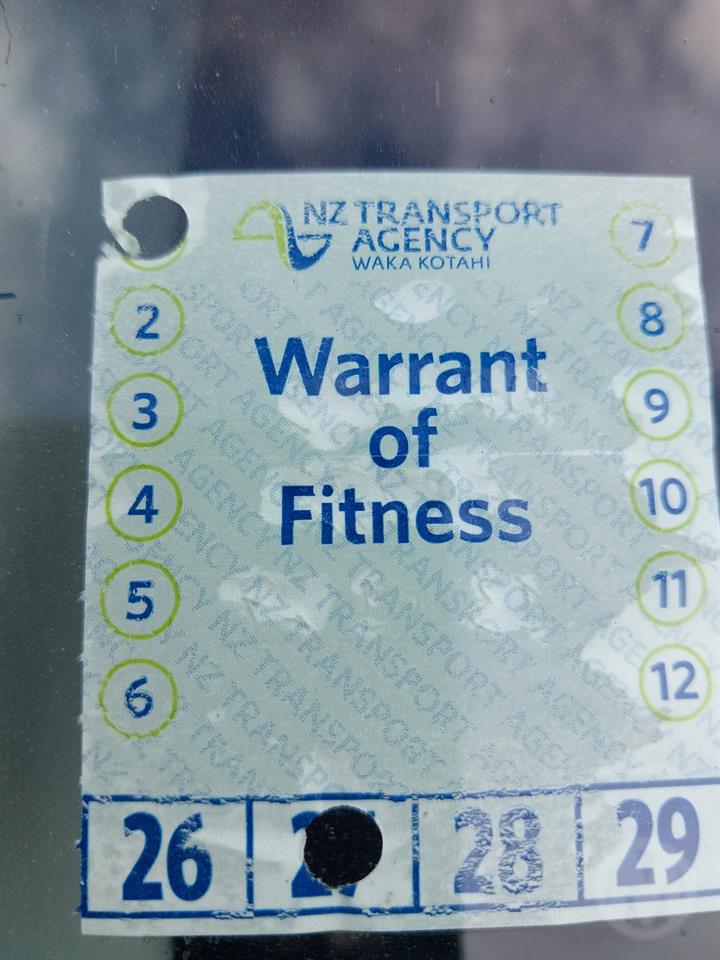 NZ TRANSPORT
AGENCY
WAKA KOTAHI
Warrant
of
Fitness
2
3
4
5
6
7
8
9
10
11
12
26
28
29